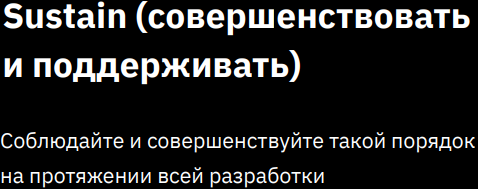 Sustain (совершенствовать
и поддерживать)
Соблюдайте и совершенствуйте такой порядок
на протяжении всей разработки